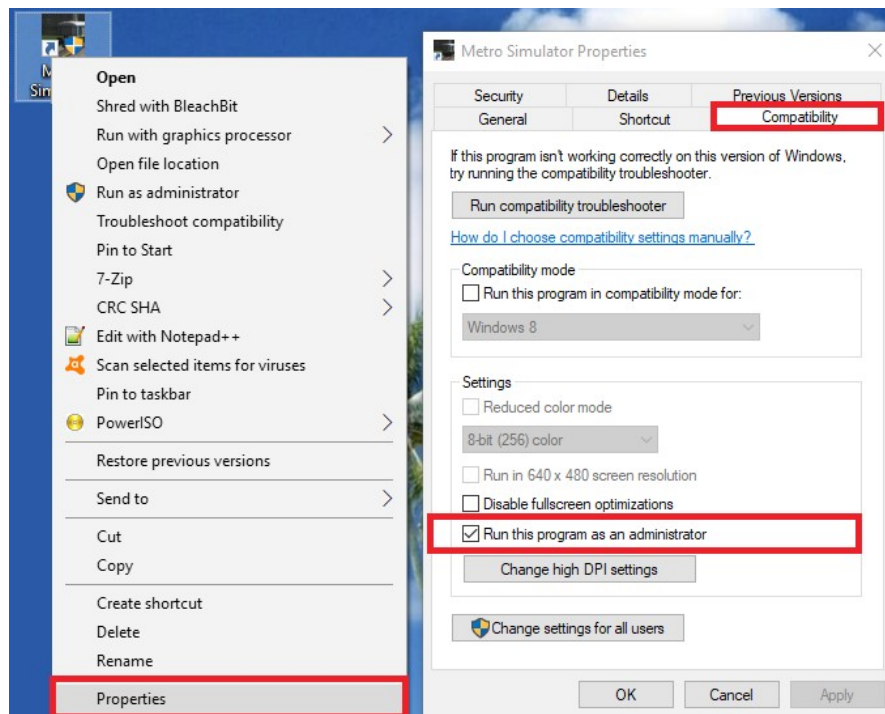 Open
Shred with BleachBit
Run with graphics processor
Open file location
Run as administrator
Troubleshoot compatibility
Pin to Start
7-Zip
CRC SHA
Edit with Notepad++
Scan selected items for viruses
Pin to taskbar
PowerISO
Restore previous versions
Send to
Cut
Copy
Create shortcut
Delete
Rename
Properties
Metro Simulator Properties
Security Details Previous Versions
General Shortcut Compatibility
If this program isn't working correctly on this version of Windows,
try running the compatibility troubleshooter.
Run compatibility troubleshooter
How do I choose compatibility settings manually?
Compatibility mode
Run this program in compatibility mode for:
Windows 8
Settings
Reduced color mode
8-bit (256) color
Run in 640 x 480 screen resolution
Disable fullscreen optimizations
Run this program as an administrator
Change high DPI settings
Change settings for all users
OK Cancel Apply